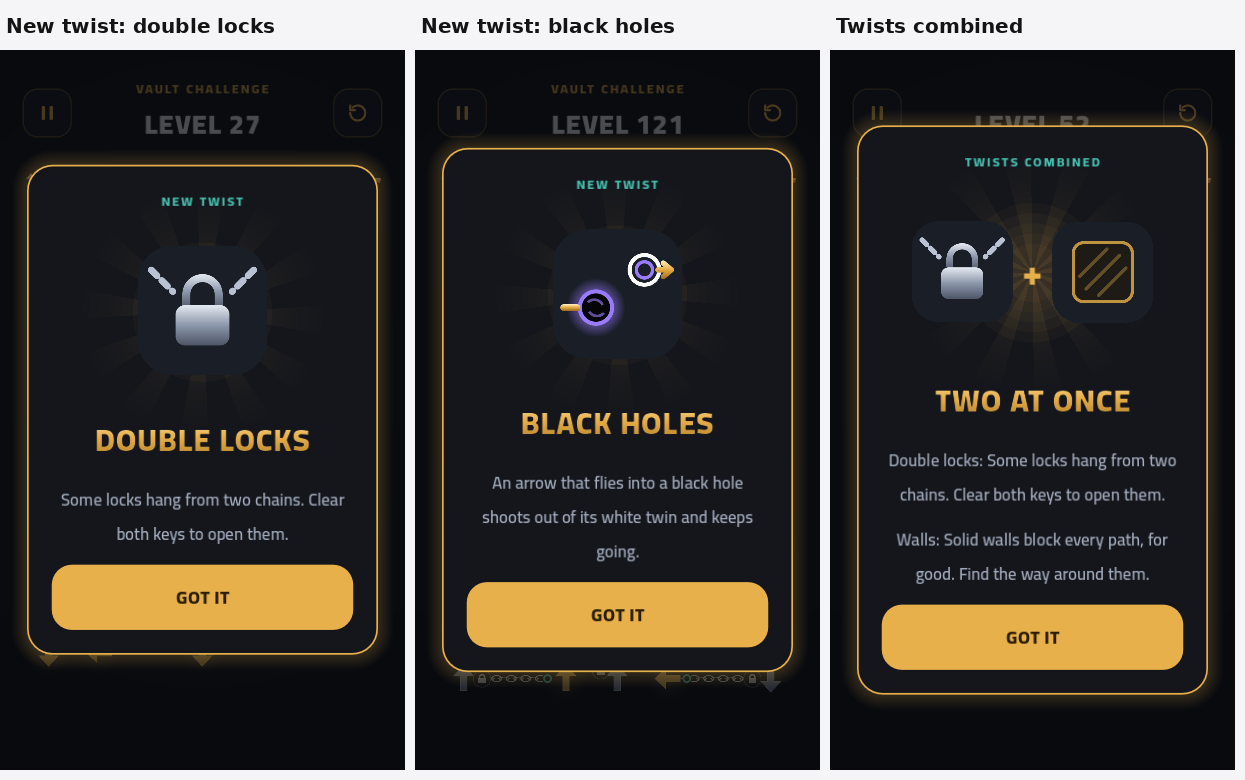 New twist: double locks
VAULT CHALLENGE
LEVEL 27
NEW TWIST
DOUBLE LOCKS
Some locks hang from two chains. Clear
both keys to open them.
GOT IT
New twist: black holes
VAULT CHALLENGE
LEVEL 121
NEW TWIST
BLACK HOLES
An arrow that flies into a black hole
shoots out of its white twin and keeps
going.
GOT IT
Twists combined
LEVEL 52
TWISTS COMBINED
TWO AT ONCE
Double locks: Some locks hang from two
chains. Clear both keys to open them.
Walls: Solid walls block every path, for
good. Find the way around them.
GOT IT